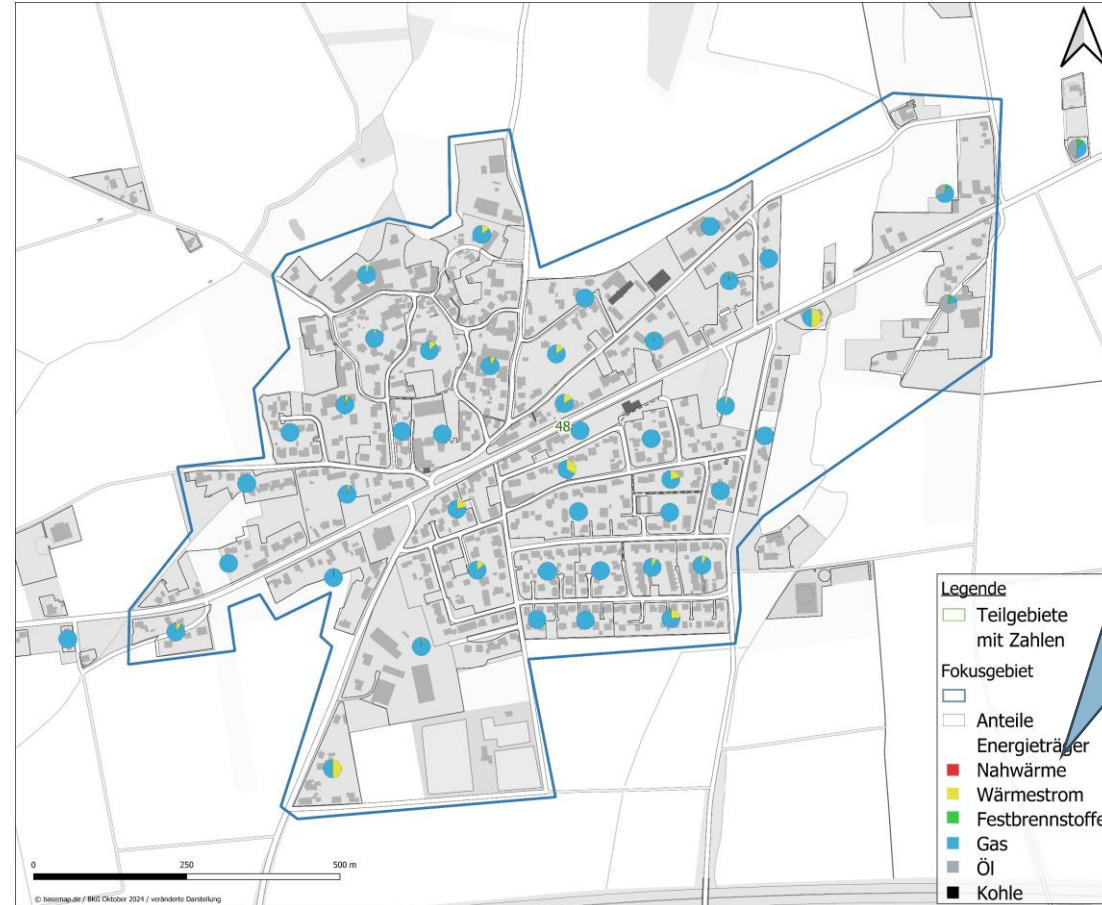 48
Legende
Teilgebiete
mit Zahlen
Fokusgebiet
Anteile
Energieträger
Nahwärme
Wärmestrom
Festbrennstoffe
Gas
Öl
Kohle
0 250 500 m
© basemap.de / BKG Oktober 2024 / veränderte Darstellung